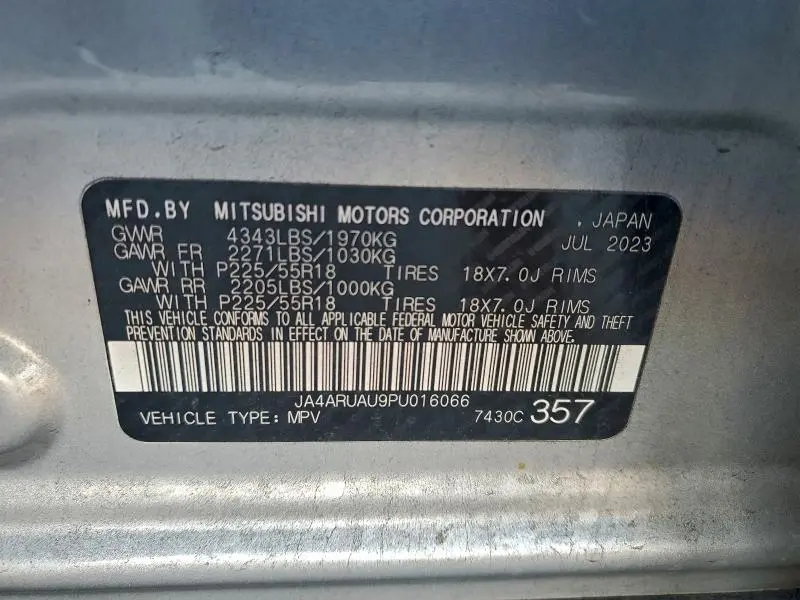 MFD.BY MITSUBISHI MOTORS CORPORATION , JAPAN
GVWR 4343LBS/1970KG JUL 2023
GAWR FR 2271LBS/1030KG
WITH P225/55R18 TIRES 18X7.0J RIMS
GAWR RR 2205LBS/1000KG
WITH P225/55R18 TIRES 18X7.0J RIMS
THIS VEHICLE CONFORMS TO ALL APPLICABLE FEDERAL MOTOR VEHICLE SAFETY AND THEFT
PREVENTION STANDARDS IN EFFECT ON THE DATE OF MANUFACTURE SHOWN ABOVE.
JA4ARUAU9PU016066
VEHICLE TYPE: MPV 7430C 357